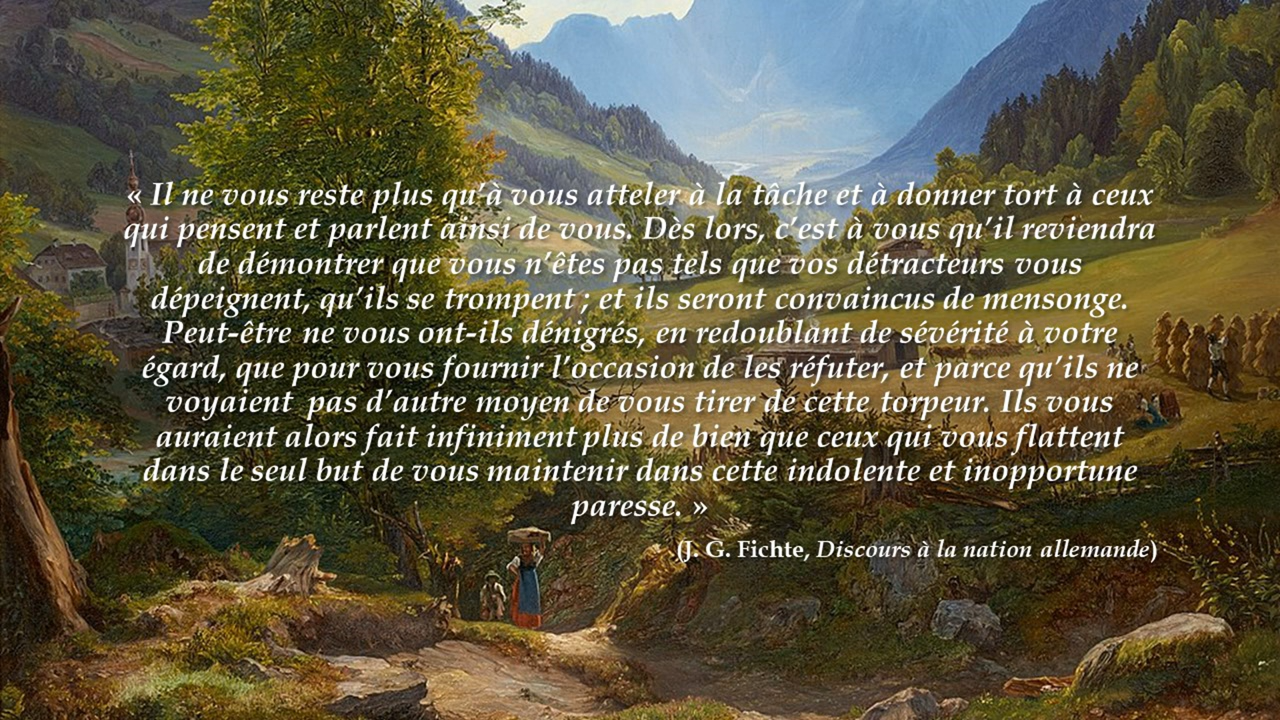 « Il ne vous reste plus qu’à vous atteler à la tâche et à donner tort à ceux
qui pensent et parlent ainsi de vous. Dès lors, c’est à vous qu’il reviendra
de démontrer que vous n’êtes pas tels que vos détracteurs vous
dépeignent, qu’ils se trompent ; et ils seront convaincus de mensonge.
Peut-être ne vous ont-ils dénigrés, en redoublant de sévérité à votre
égard, que pour vous fournir l’occasion de les réfuter, et parce qu’ils ne
voyaient pas d’autre moyen de vous tirer de cette torpeur. Ils vous
auraient alors fait infiniment plus de bien que ceux qui vous flattent
dans le seul but de vous maintenir dans cette indolente et inopportune
paresse. »
(J. G. Fichte, Discours à la nation allemande)